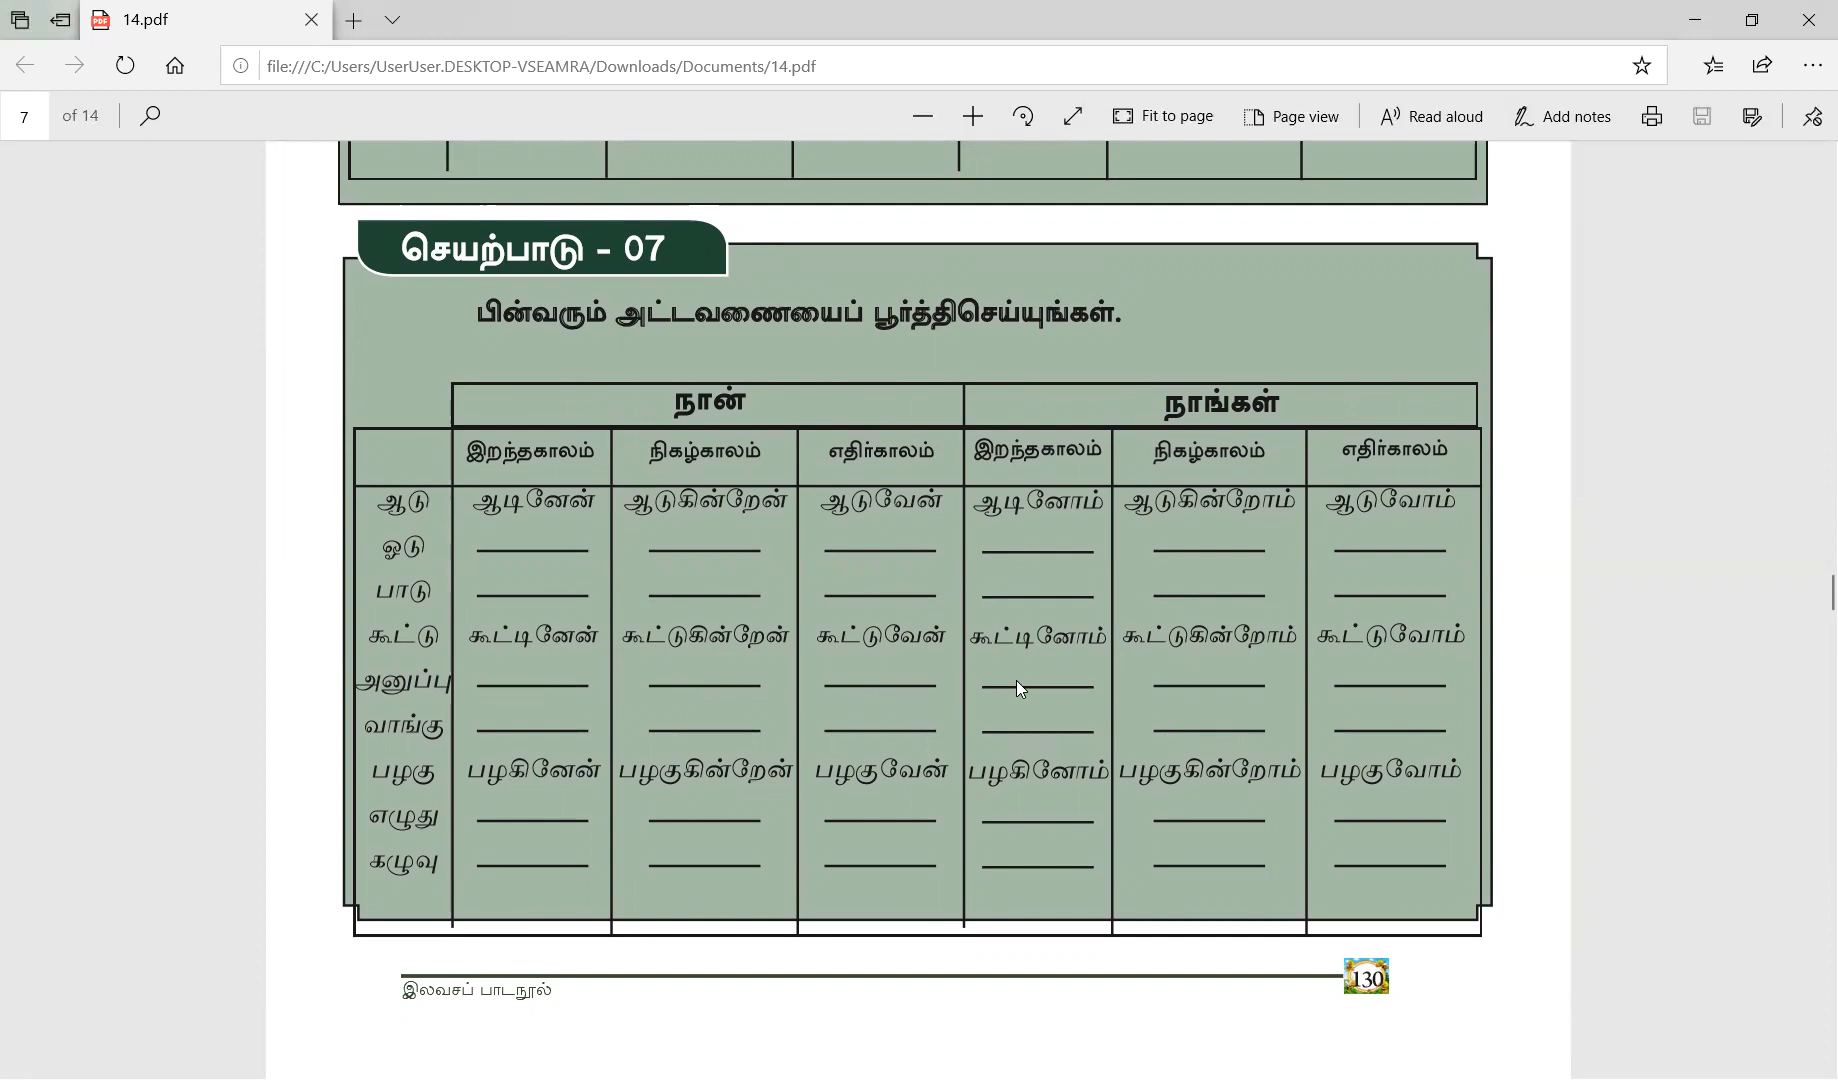 14.pdf
file:///C:/Users/UserUser.DESKTOP-VSEAMRA/Downloads/Documents/14.pdf
7 of 14 Fit to page Page view Read aloud Add notes
செயற்பாடு - 07
பின்வரும் அட்டவணையைப் பூர்த்திசெய்யுங்கள்.
நான் நாங்கள்
இறந்தகாலம் நிகழ்காலம் எதிர்காலம் இறந்தகாலம் நிகழ்காலம் எதிர்காலம்
ஆடு ஆடினேன் ஆடுகின்றேன் ஆடுவேன் ஆடினோம் ஆடுகின்றோம் ஆடுவோம்
ஓடு
பாடு
கூட்டு கூட்டினேன் கூட்டுகின்றேன் கூட்டுவேன் கூட்டினோம் கூட்டுகின்றோம் கூட்டுவோம்
அனுப்பு
வாங்கு
பழகு பழகினேன் பழகுகின்றேன் பழகுவேன் பழகினோம் பழகுகின்றோம் பழகுவோம்
எழுது
கழுவு
இலவசப் பாடநூல் 130